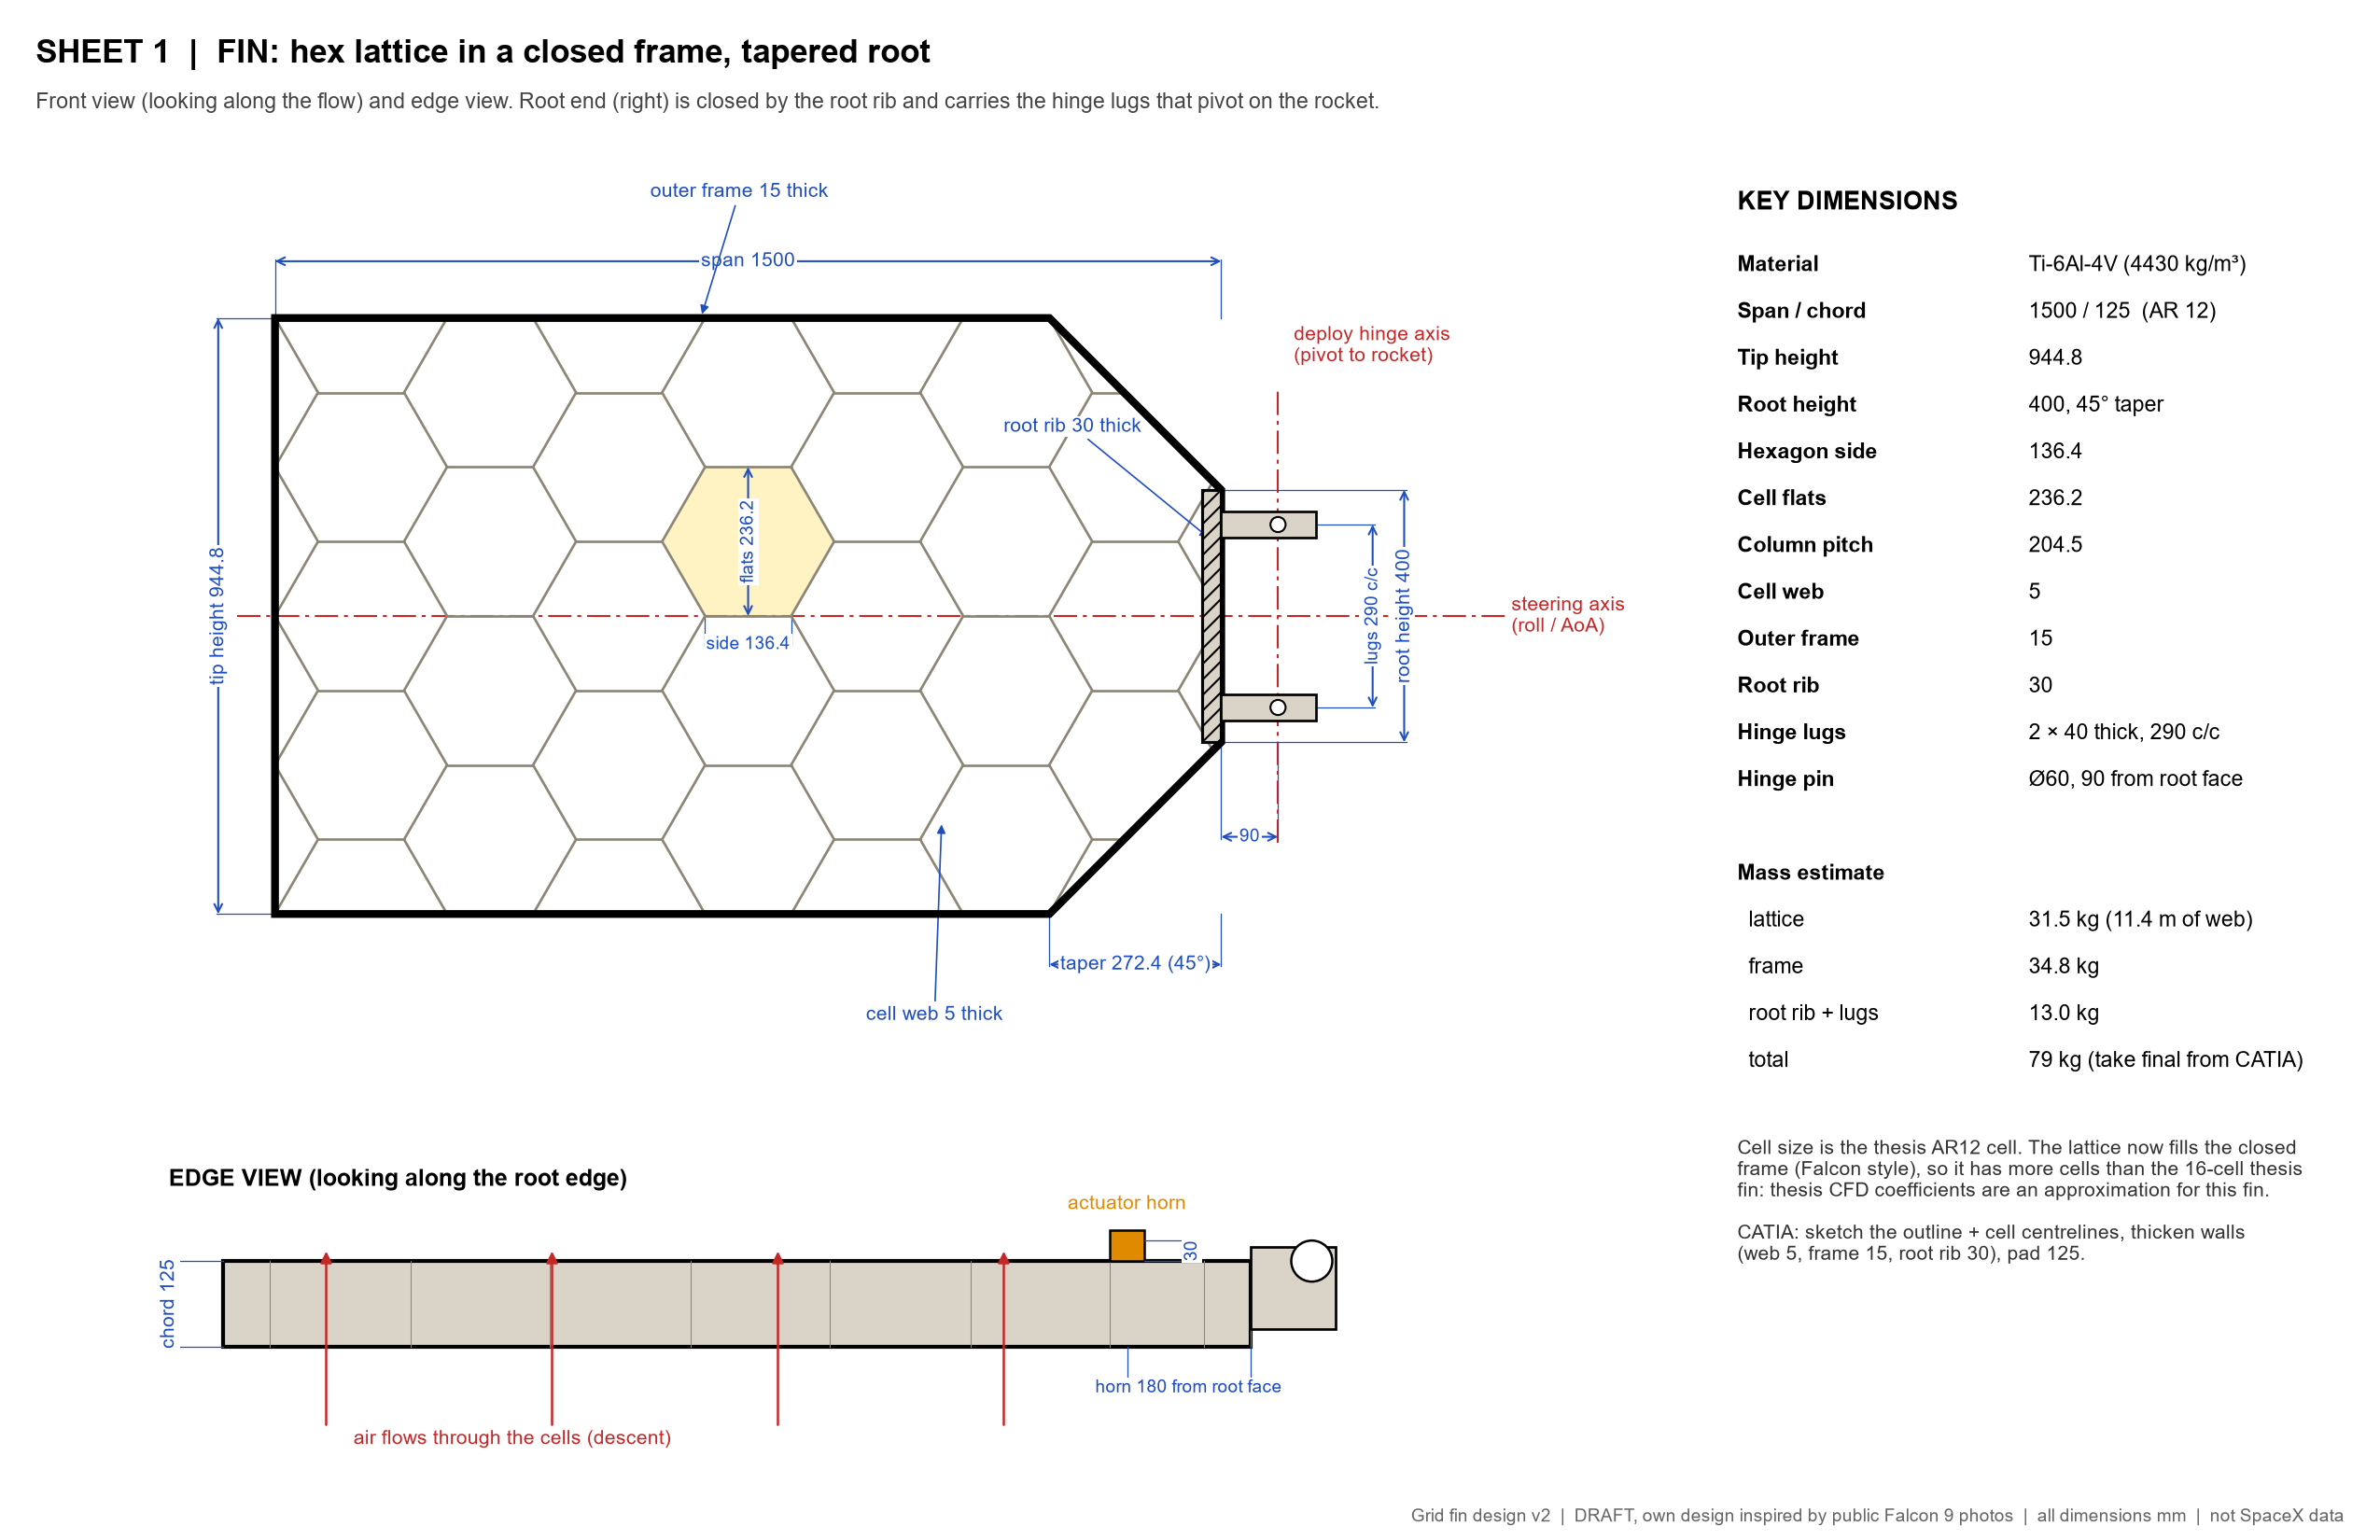 SHEET 1 | FIN: hex lattice in a closed frame, tapered root
Front view (looking along the flow) and edge view. Root end (right) is closed by the root rib and carries the hinge lugs that pivot on the rocket.
outer frame 15 thick
span 1500
deploy hinge axis
(pivot to rocket)
root rib 30 thick
flats 236.2
side 136.4
tip height 944.8
lugs 290 c/c
root height 400
steering axis
(roll / AoA)
90
taper 272.4 (45°)
cell web 5 thick
KEY DIMENSIONS
Material Ti-6Al-4V (4430 kg/m³)
Span / chord 1500 / 125 (AR 12)
Tip height 944.8
Root height 400, 45° taper
Hexagon side 136.4
Cell flats 236.2
Column pitch 204.5
Cell web 5
Outer frame 15
Root rib 30
Hinge lugs 2 × 40 thick, 290 c/c
Hinge pin Ø60, 90 from root face
Mass estimate
lattice 31.5 kg (11.4 m of web)
frame 34.8 kg
root rib + lugs 13.0 kg
total 79 kg (take final from CATIA)
Cell size is the thesis AR12 cell. The lattice now fills the closed
frame (Falcon style), so it has more cells than the 16-cell thesis
fin: thesis CFD coefficients are an approximation for this fin.
CATIA: sketch the outline + cell centrelines, thicken walls
(web 5, frame 15, root rib 30), pad 125.
EDGE VIEW (looking along the root edge)
actuator horn
30
chord 125
horn 180 from root face
air flows through the cells (descent)
Grid fin design v2 | DRAFT, own design inspired by public Falcon 9 photos | all dimensions mm | not SpaceX data